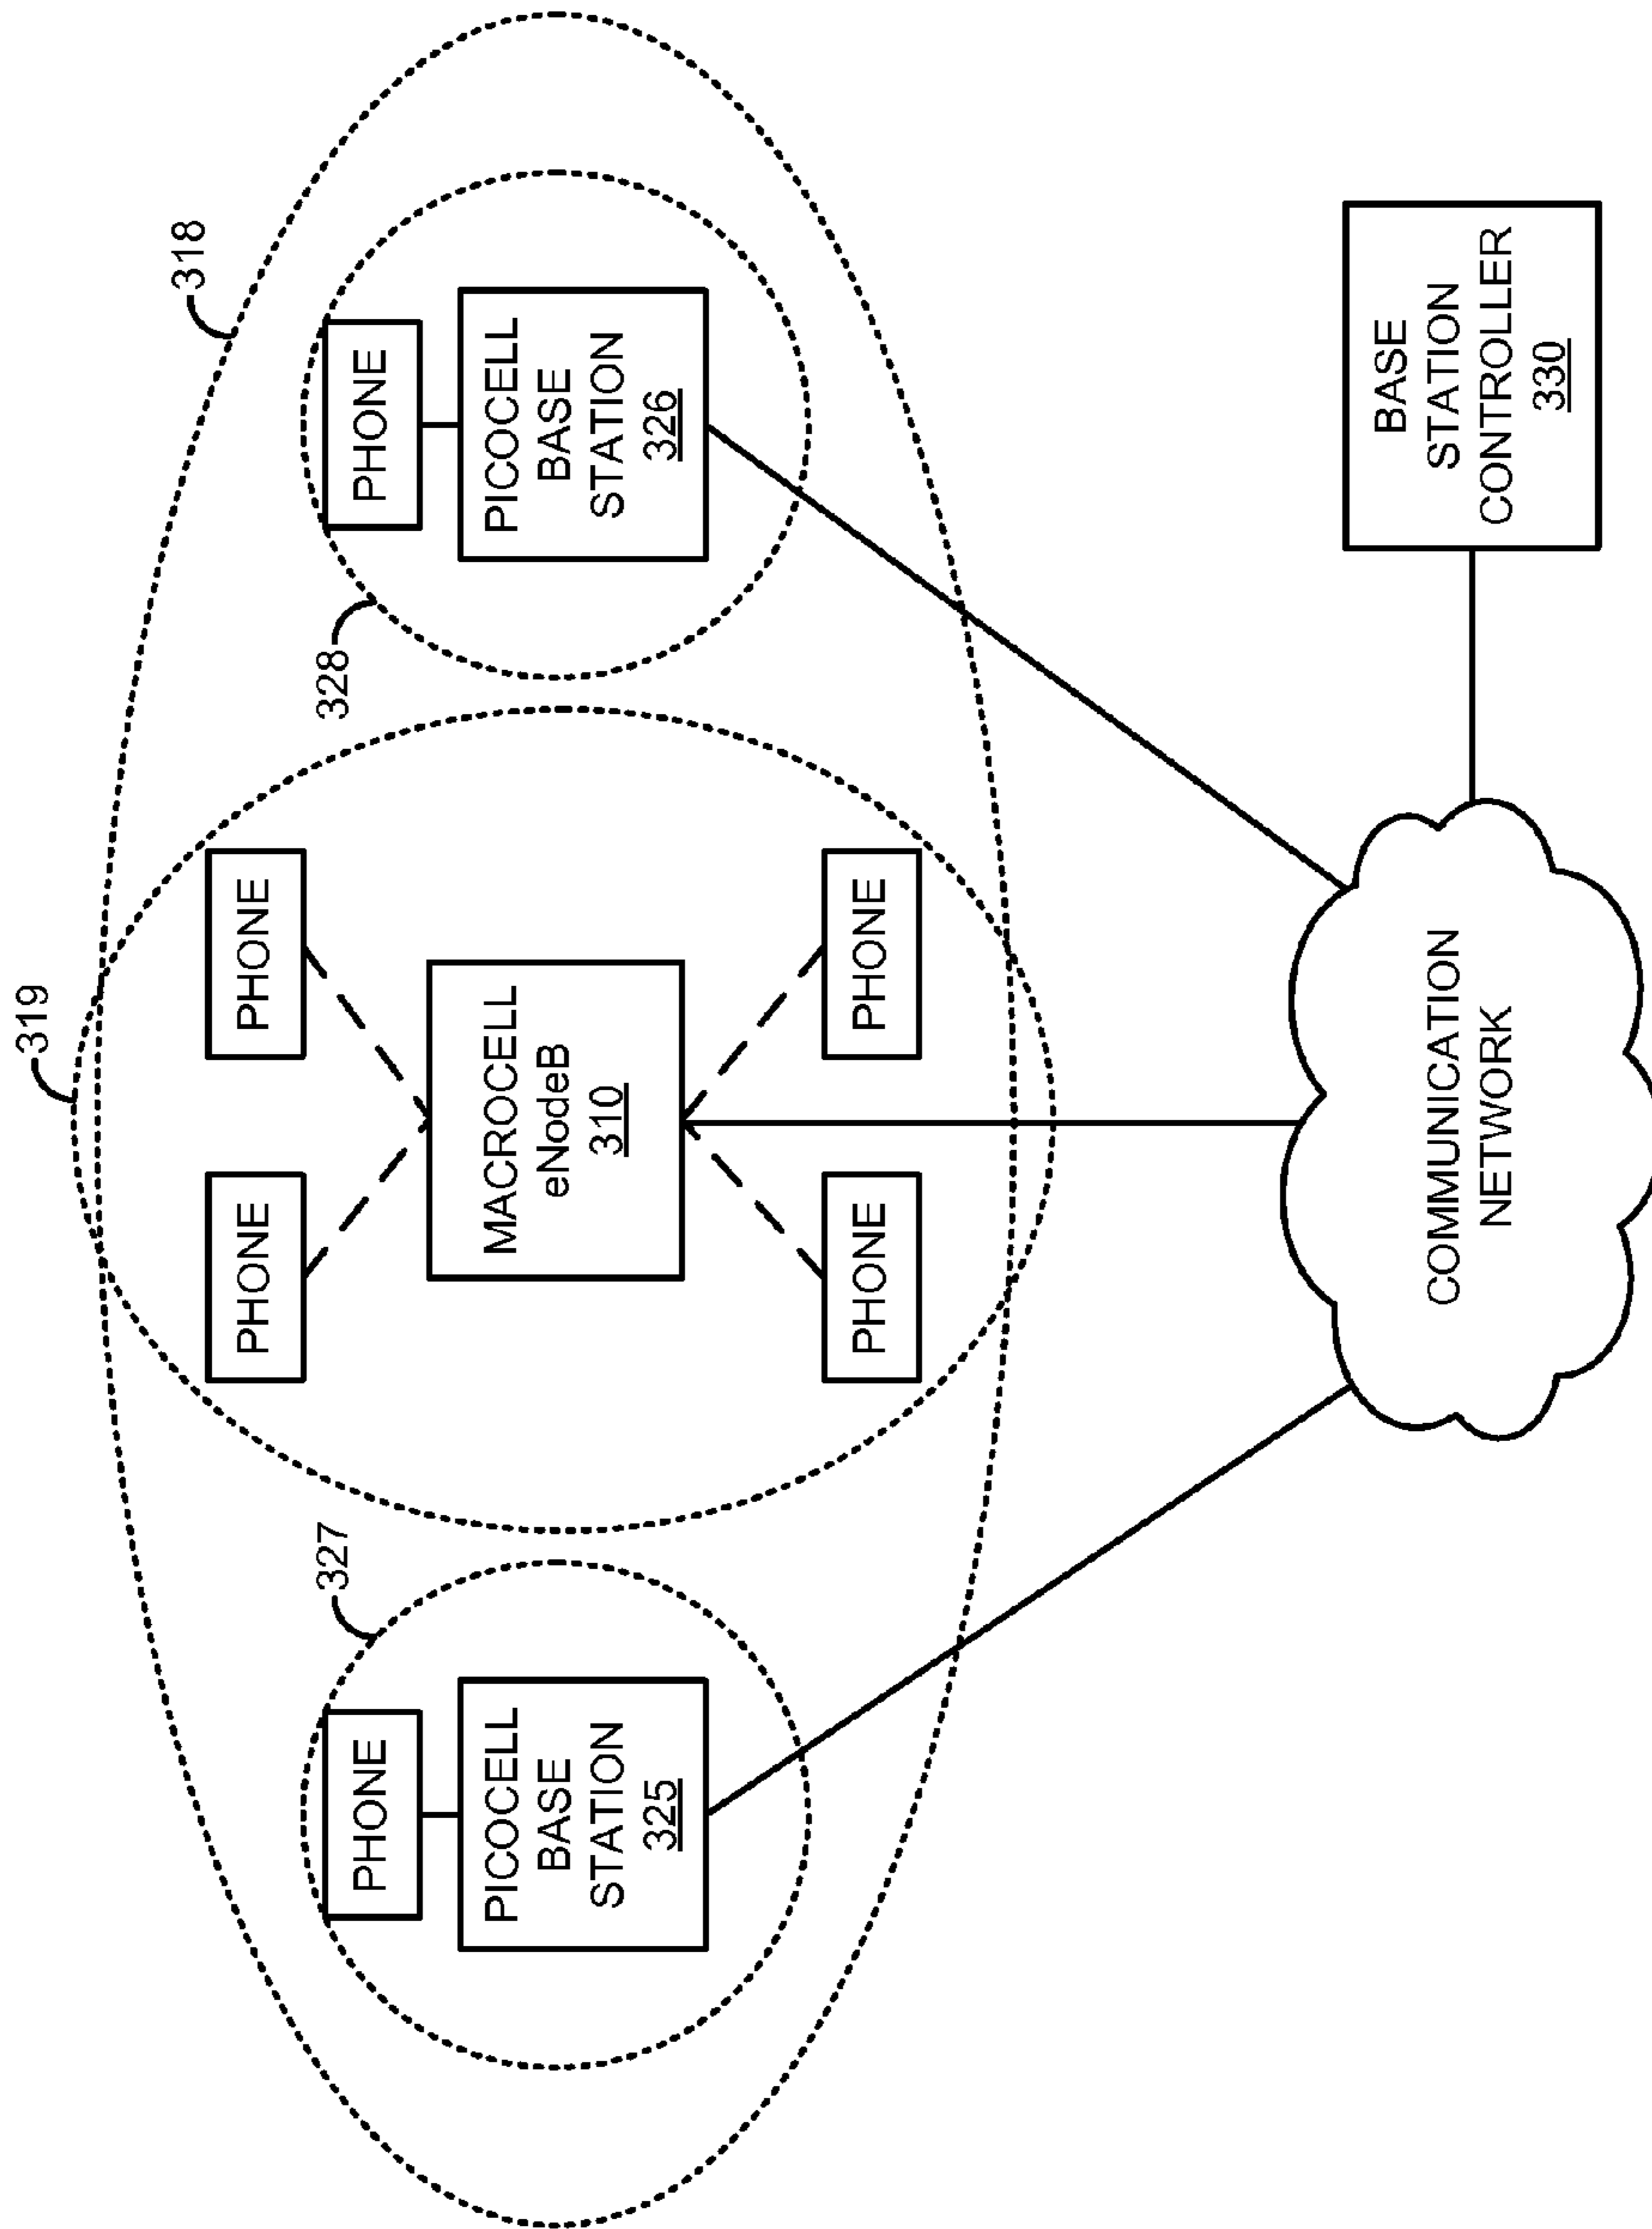 319
318
327
328
PHONE
PHONE
PHONE
PHONE
PICOCELL
BASE
STATION
325
MACROCELL
eNodeB
310
PICOCELL
BASE
STATION
326
PHONE
PHONE
COMMUNICATION
NETWORK
BASE
STATION
CONTROLLER
330